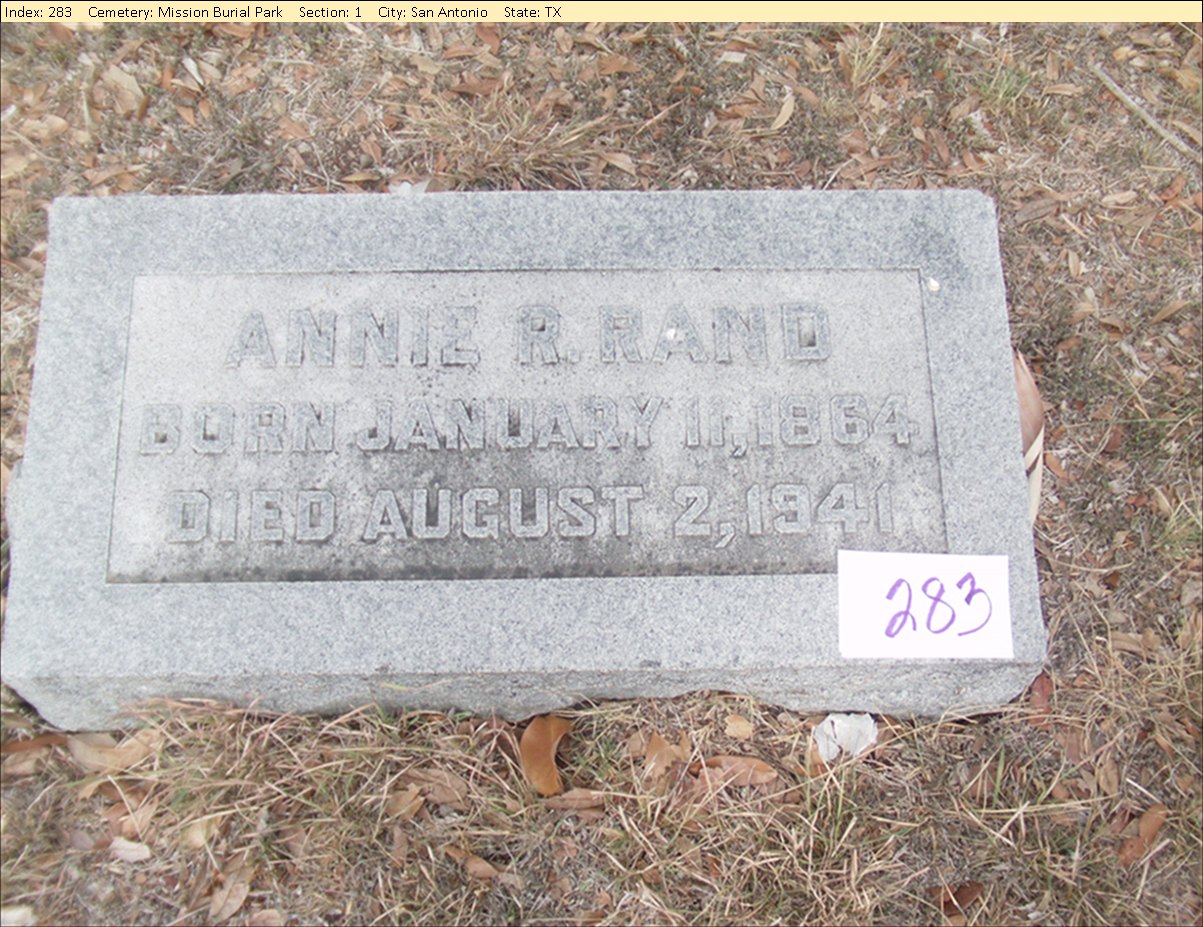 Index: 283 Cemetery: Mission Burial Park Section: 1 City: San Antonio State: TX
ANNIE R. RAND
BORN JANUARY 11, 1864
DIED AUGUST 2, 1941
283